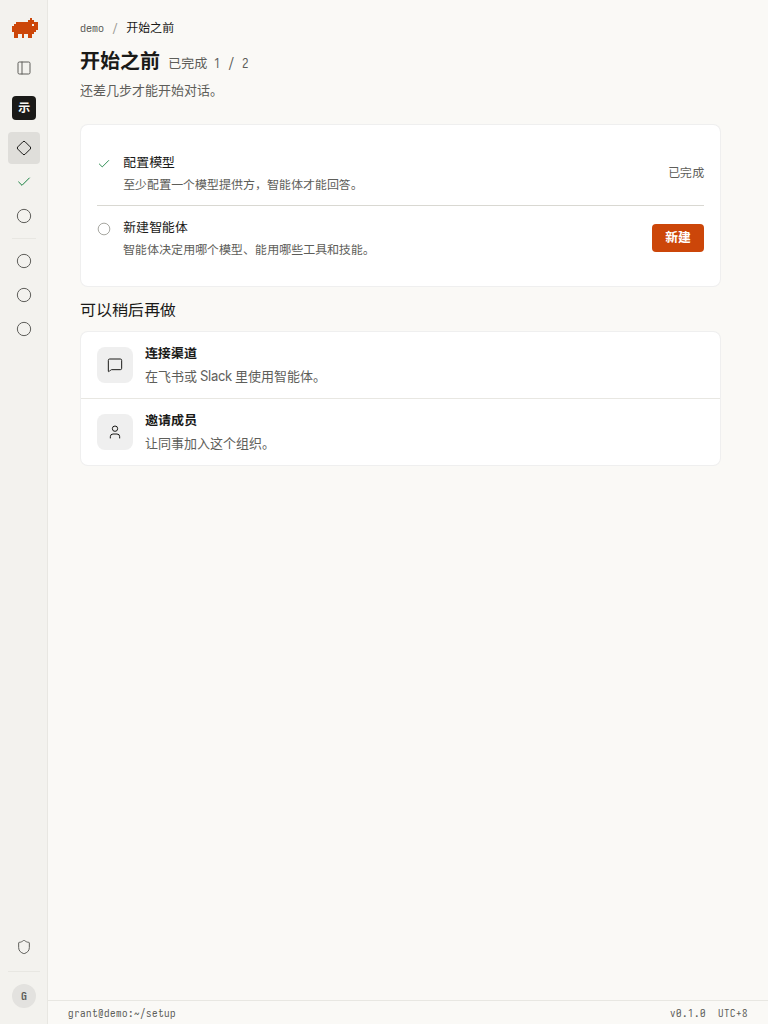 demo / 开始之前
示
开始之前 已完成 1 / 2
还差几步才能开始对话。
配置模型
至少配置一个模型提供方，智能体才能回答。
已完成
新建智能体
智能体决定用哪个模型、能用哪些工具和技能。
新建
可以稍后再做
连接渠道
在飞书或 Slack 里使用智能体。
邀请成员
让同事加入这个组织。
G
grant@demo:~/setup
v0.1.0 UTC+8